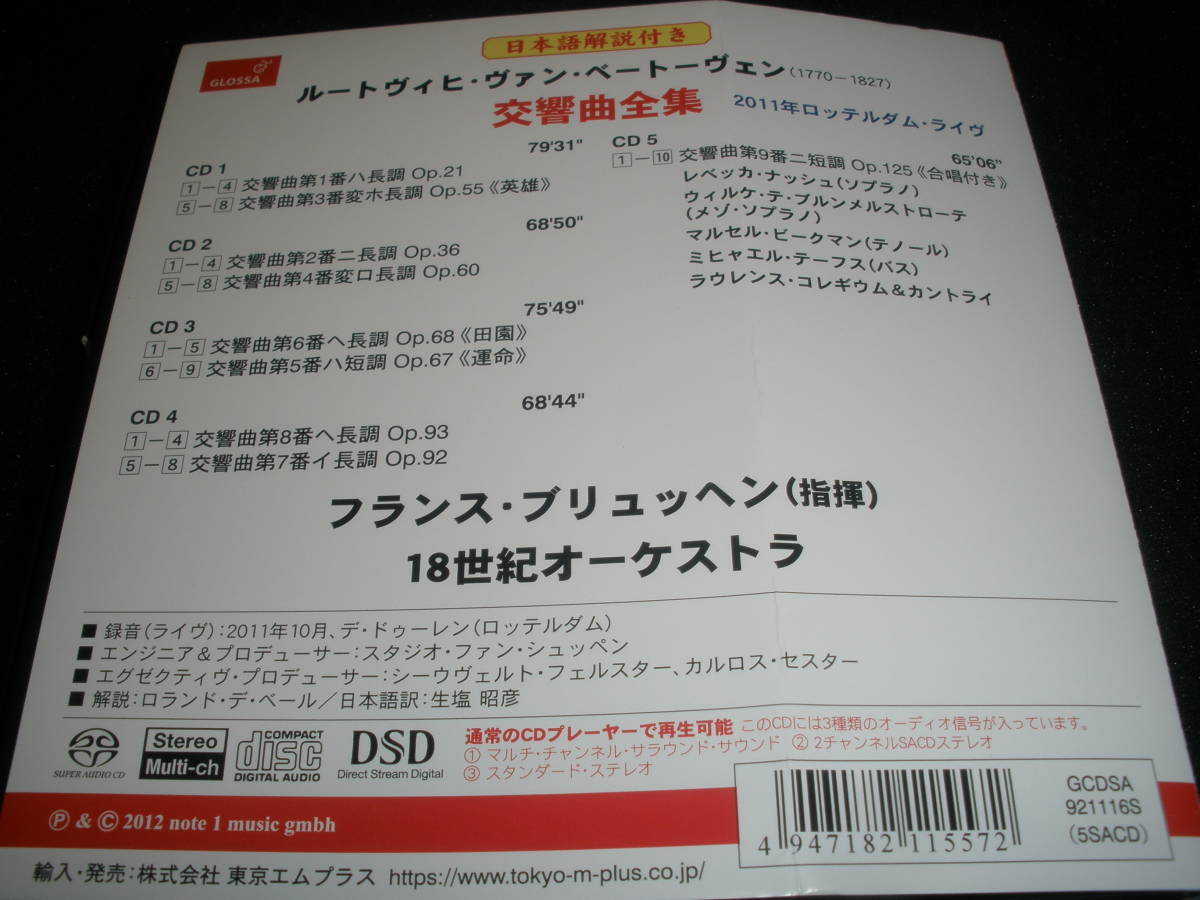 日本語解説付き
GLOSSA
ルートヴィヒ・ヴァン・ベートーヴェン(1770－1827)
交響曲全集 2011年ロッテルダム・ライヴ
CD 1 79'31"
1－4 交響曲第1番ハ長調 Op.21
5－8 交響曲第3番変ホ長調 Op.55《英雄》
CD 2 68'50"
1－4 交響曲第2番ニ長調 Op.36
5－8 交響曲第4番変ロ長調 Op.60
CD 3 75'49"
1－5 交響曲第6番ヘ長調 Op.68《田園》
6－9 交響曲第5番ハ短調 Op.67《運命》
CD 4 68'44"
1－4 交響曲第8番ヘ長調 Op.93
5－8 交響曲第7番イ長調 Op.92
CD 5 65'06"
1－10 交響曲第9番ニ短調 Op.125《合唱付き》
レベッカ・ナッシュ(ソプラノ)
ウィルケ・テ・ブルンメルストローテ
(メゾ・ソプラノ)
マルセル・ビークマン(テノール)
ミヒャエル・テーフス(バス)
ラウレンス・コレギウム&カントライ
フランス・ブリュッヘン(指揮)
18世紀オーケストラ
■ 録音(ライヴ):2011年10月、デ・ドゥーレン(ロッテルダム)
■ エンジニア&プロデューサー:スタジオ・ファン・シュッペン
■ エグゼクティヴ・プロデューサー:シーウヴェルト・フェルスター、カルロス・セスター
■ 解説:ロランド・デ・ベール／日本語訳:生塩 昭彦
SUPER AUDIO CD
Stereo
Multi-ch
COMPACT
disc
DIGITAL AUDIO
DSD
Direct Stream Digital
通常のCDプレーヤーで再生可能 このCDには3種類のオーディオ信号が入っています。
① マルチ・チャンネル・サラウンド・サウンド ② 2チャンネルSACDステレオ
③ スタンダード・ステレオ
℗ & © 2012 note 1 music gmbh
4 947182 115572
GCDSA
921116S
(5SACD)
輸入・発売:株式会社 東京エムプラス https://www.tokyo-m-plus.co.jp/